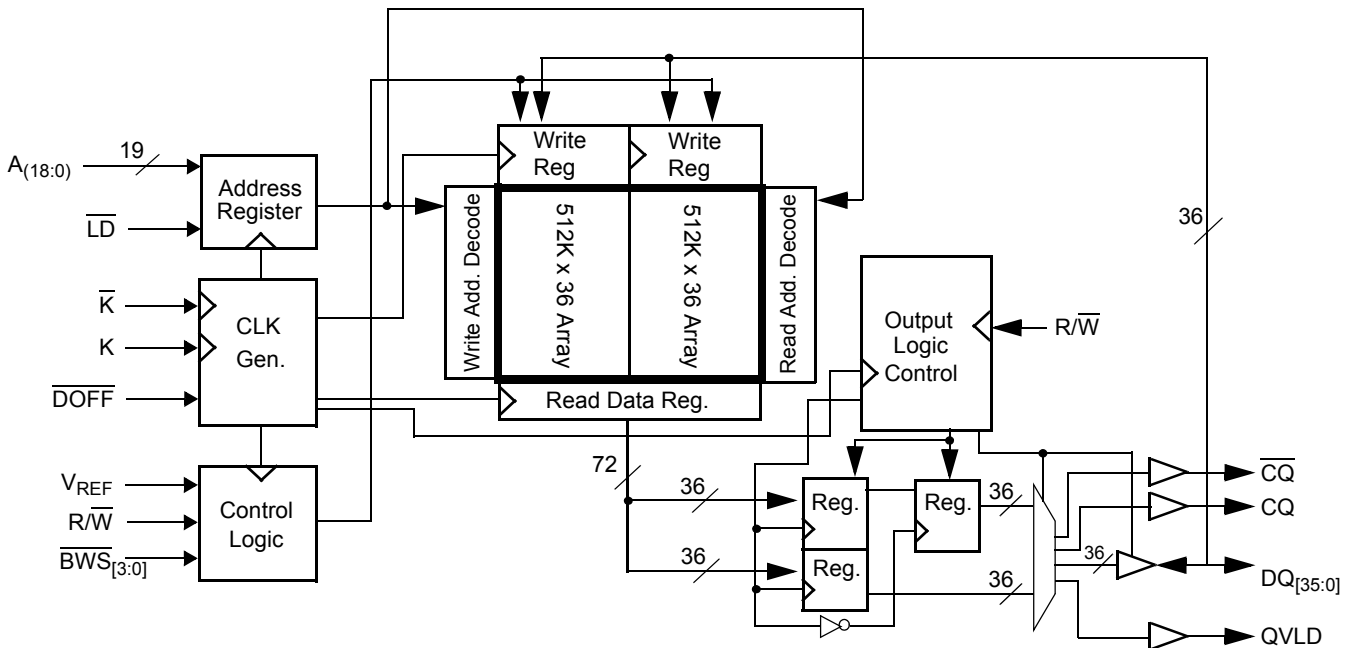 A(18:0)
19
LD
K
K
DOFF
VREF
R/W
BWS[3:0]
Address
Register
CLK
Gen.
Control
Logic
Write
Reg
Write
Reg
Write Add. Decode
512K x 36 Array
512K x 36 Array
Read Add. Decode
Read Data Reg.
72
36
36
Reg.
Reg.
Reg.
Output
Logic
Control
R/W
36
36
36
36
CQ
CQ
DQ[35:0]
QVLD